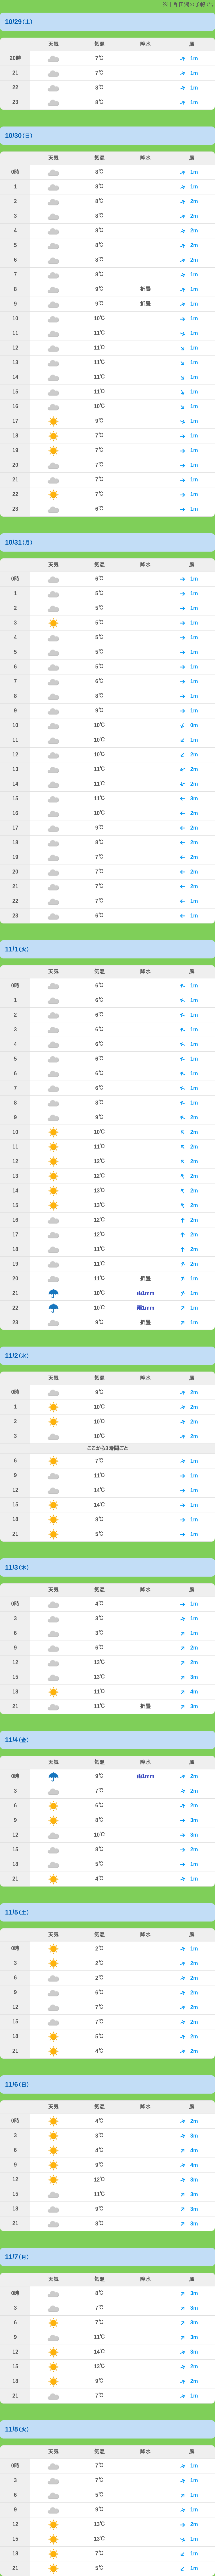 ※十和田湖の予報です
10/29(土)
天気 気温 降水 風
20時 7℃ 1m
21 7℃ 1m
22 8℃ 1m
23 8℃ 1m
10/30(日)
天気 気温 降水 風
0時 8℃ 1m
1 8℃ 1m
2 8℃ 2m
3 8℃ 2m
4 8℃ 2m
5 8℃ 2m
6 8℃ 2m
7 8℃ 1m
8 9℃ 折畳 1m
9 9℃ 折畳 1m
10 10℃ 1m
11 11℃ 1m
12 11℃ 1m
13 11℃ 1m
14 11℃ 1m
15 11℃ 1m
16 10℃ 1m
17 9℃ 1m
18 7℃ 1m
19 7℃ 1m
20 7℃ 1m
21 7℃ 1m
22 7℃ 1m
23 6℃ 1m
10/31(月)
天気 気温 降水 風
0時 6℃ 1m
1 5℃ 1m
2 5℃ 1m
3 5℃ 1m
4 5℃ 1m
5 5℃ 1m
6 5℃ 1m
7 6℃ 1m
8 8℃ 1m
9 9℃ 1m
10 10℃ 0m
11 10℃ 1m
12 10℃ 2m
13 11℃ 2m
14 11℃ 2m
15 11℃ 3m
16 10℃ 2m
17 9℃ 2m
18 8℃ 2m
19 7℃ 2m
20 7℃ 2m
21 7℃ 2m
22 7℃ 1m
23 6℃ 1m
11/1(火)
天気 気温 降水 風
0時 6℃ 1m
1 6℃ 1m
2 6℃ 1m
3 6℃ 1m
4 6℃ 1m
5 6℃ 1m
6 6℃ 1m
7 6℃ 1m
8 8℃ 1m
9 9℃ 2m
10 10℃ 2m
11 11℃ 2m
12 12℃ 2m
13 12℃ 2m
14 13℃ 2m
15 13℃ 2m
16 12℃ 2m
17 12℃ 2m
18 11℃ 2m
19 11℃ 2m
20 11℃ 折畳 1m
21 10℃ 雨1mm 1m
22 10℃ 雨1mm 1m
23 9℃ 折畳 1m
11/2(水)
天気 気温 降水 風
0時 9℃ 2m
1 10℃ 2m
2 10℃ 2m
3 10℃ 2m
ここから3時間ごと
6 7℃ 1m
9 11℃ 1m
12 14℃ 1m
15 14℃ 1m
18 8℃ 1m
21 5℃ 1m
11/3(木)
天気 気温 降水 風
0時 4℃ 1m
3 3℃ 1m
6 3℃ 1m
9 6℃ 2m
12 13℃ 2m
15 13℃ 3m
18 11℃ 4m
21 11℃ 折畳 3m
11/4(金)
天気 気温 降水 風
0時 9℃ 雨1mm 2m
3 7℃ 2m
6 6℃ 2m
9 8℃ 3m
12 10℃ 3m
15 8℃ 2m
18 5℃ 1m
21 4℃ 1m
11/5(土)
天気 気温 降水 風
0時 2℃ 1m
3 2℃ 2m
6 2℃ 2m
9 6℃ 2m
12 7℃ 2m
15 7℃ 2m
18 5℃ 2m
21 4℃ 2m
11/6(日)
天気 気温 降水 風
0時 4℃ 2m
3 3℃ 3m
6 4℃ 4m
9 9℃ 4m
12 12℃ 3m
15 11℃ 3m
18 9℃ 3m
21 8℃ 3m
11/7(月)
天気 気温 降水 風
0時 8℃ 3m
3 7℃ 3m
6 7℃ 3m
9 11℃ 3m
12 14℃ 3m
15 13℃ 2m
18 9℃ 2m
21 7℃ 1m
11/8(火)
天気 気温 降水 風
0時 7℃ 1m
3 7℃ 1m
6 5℃ 1m
9 9℃ 1m
12 13℃ 2m
15 13℃ 1m
18 7℃ 1m
21 5℃ 1m